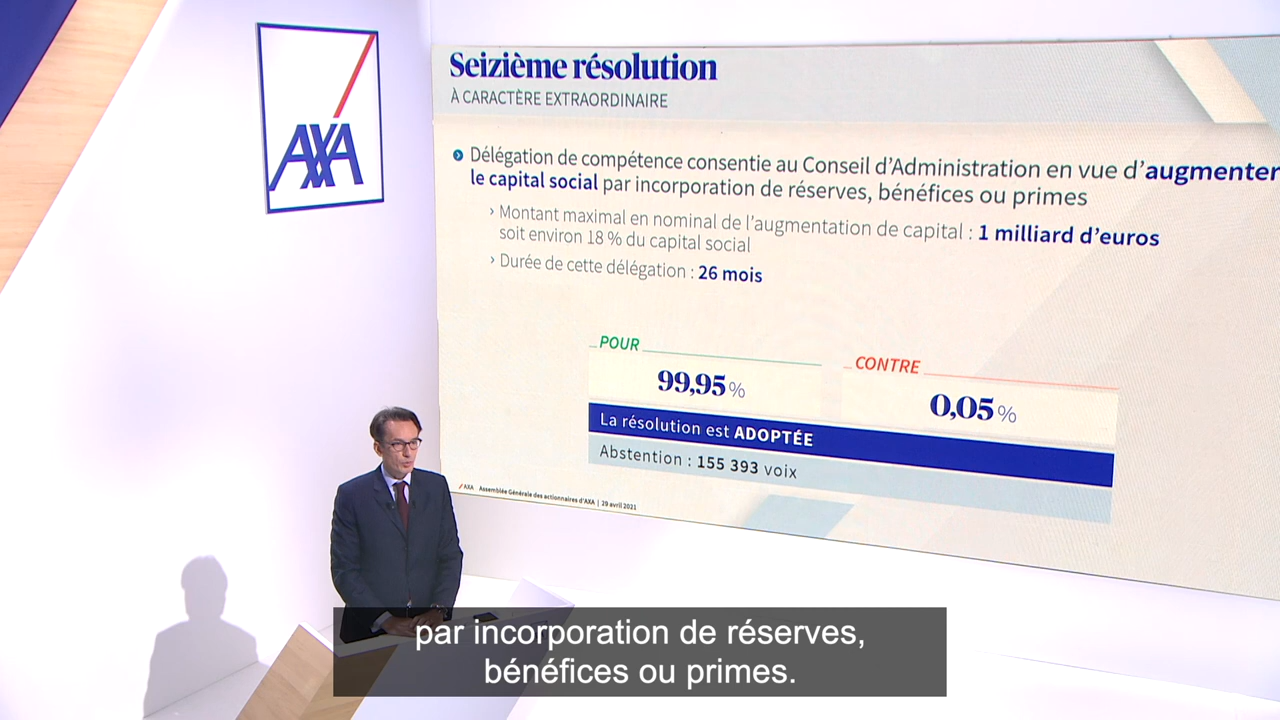 AXA
Seizième résolution
À CARACTÈRE EXTRAORDINAIRE
Délégation de compétence consentie au Conseil d'Administration en vue d'augmenter
le capital social par incorporation de réserves, bénéfices ou primes
› Montant maximal en nominal de l'augmentation de capital : 1 milliard d'euros
soit environ 18 % du capital social
› Durée de cette délégation : 26 mois
POUR
CONTRE
99,95 %
0,05 %
La résolution est ADOPTÉE
Abstention : 155 393 voix
AXA Assemblée Générale des actionnaires d'AXA | 29 avril 2021
par incorporation de réserves,
bénéfices ou primes.